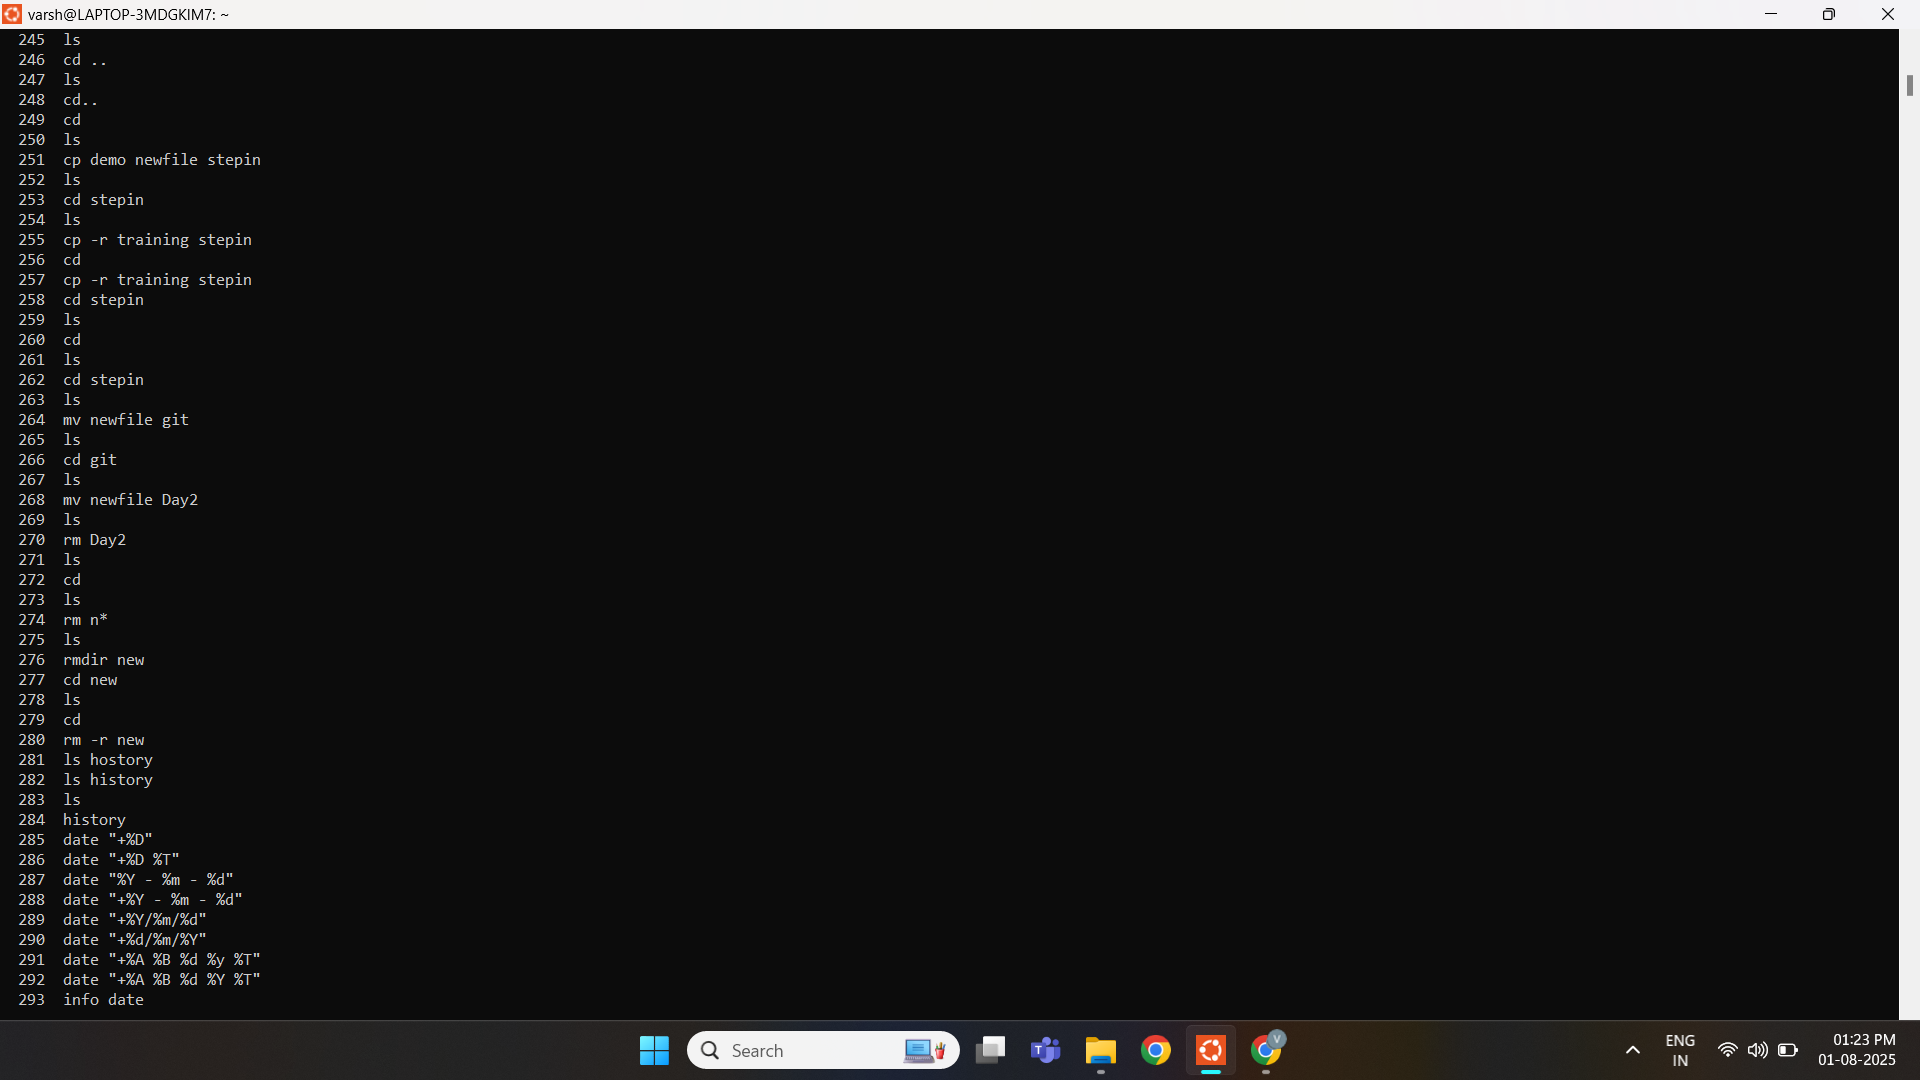 varsh@LAPTOP-3MDGKIM7: ~
245 ls
246 cd ..
247 ls
248 cd..
249 cd
250 ls
251 cp demo newfile stepin
252 ls
253 cd stepin
254 ls
255 cp -r training stepin
256 cd
257 cp -r training stepin
258 cd stepin
259 ls
260 cd
261 ls
262 cd stepin
263 ls
264 mv newfile git
265 ls
266 cd git
267 ls
268 mv newfile Day2
269 ls
270 rm Day2
271 ls
272 cd
273 ls
274 rm n*
275 ls
276 rmdir new
277 cd new
278 ls
279 cd
280 rm -r new
281 ls hostory
282 ls history
283 ls
284 history
285 date "+%D"
286 date "+%D %T"
287 date "%Y - %m - %d"
288 date "+%Y - %m - %d"
289 date "+%Y/%m/%d"
290 date "+%d/%m/%Y"
291 date "+%A %B %d %y %T"
292 date "+%A %B %d %Y %T"
293 info date
Search
T
V
ENG
IN
01:23 PM
01-08-2025